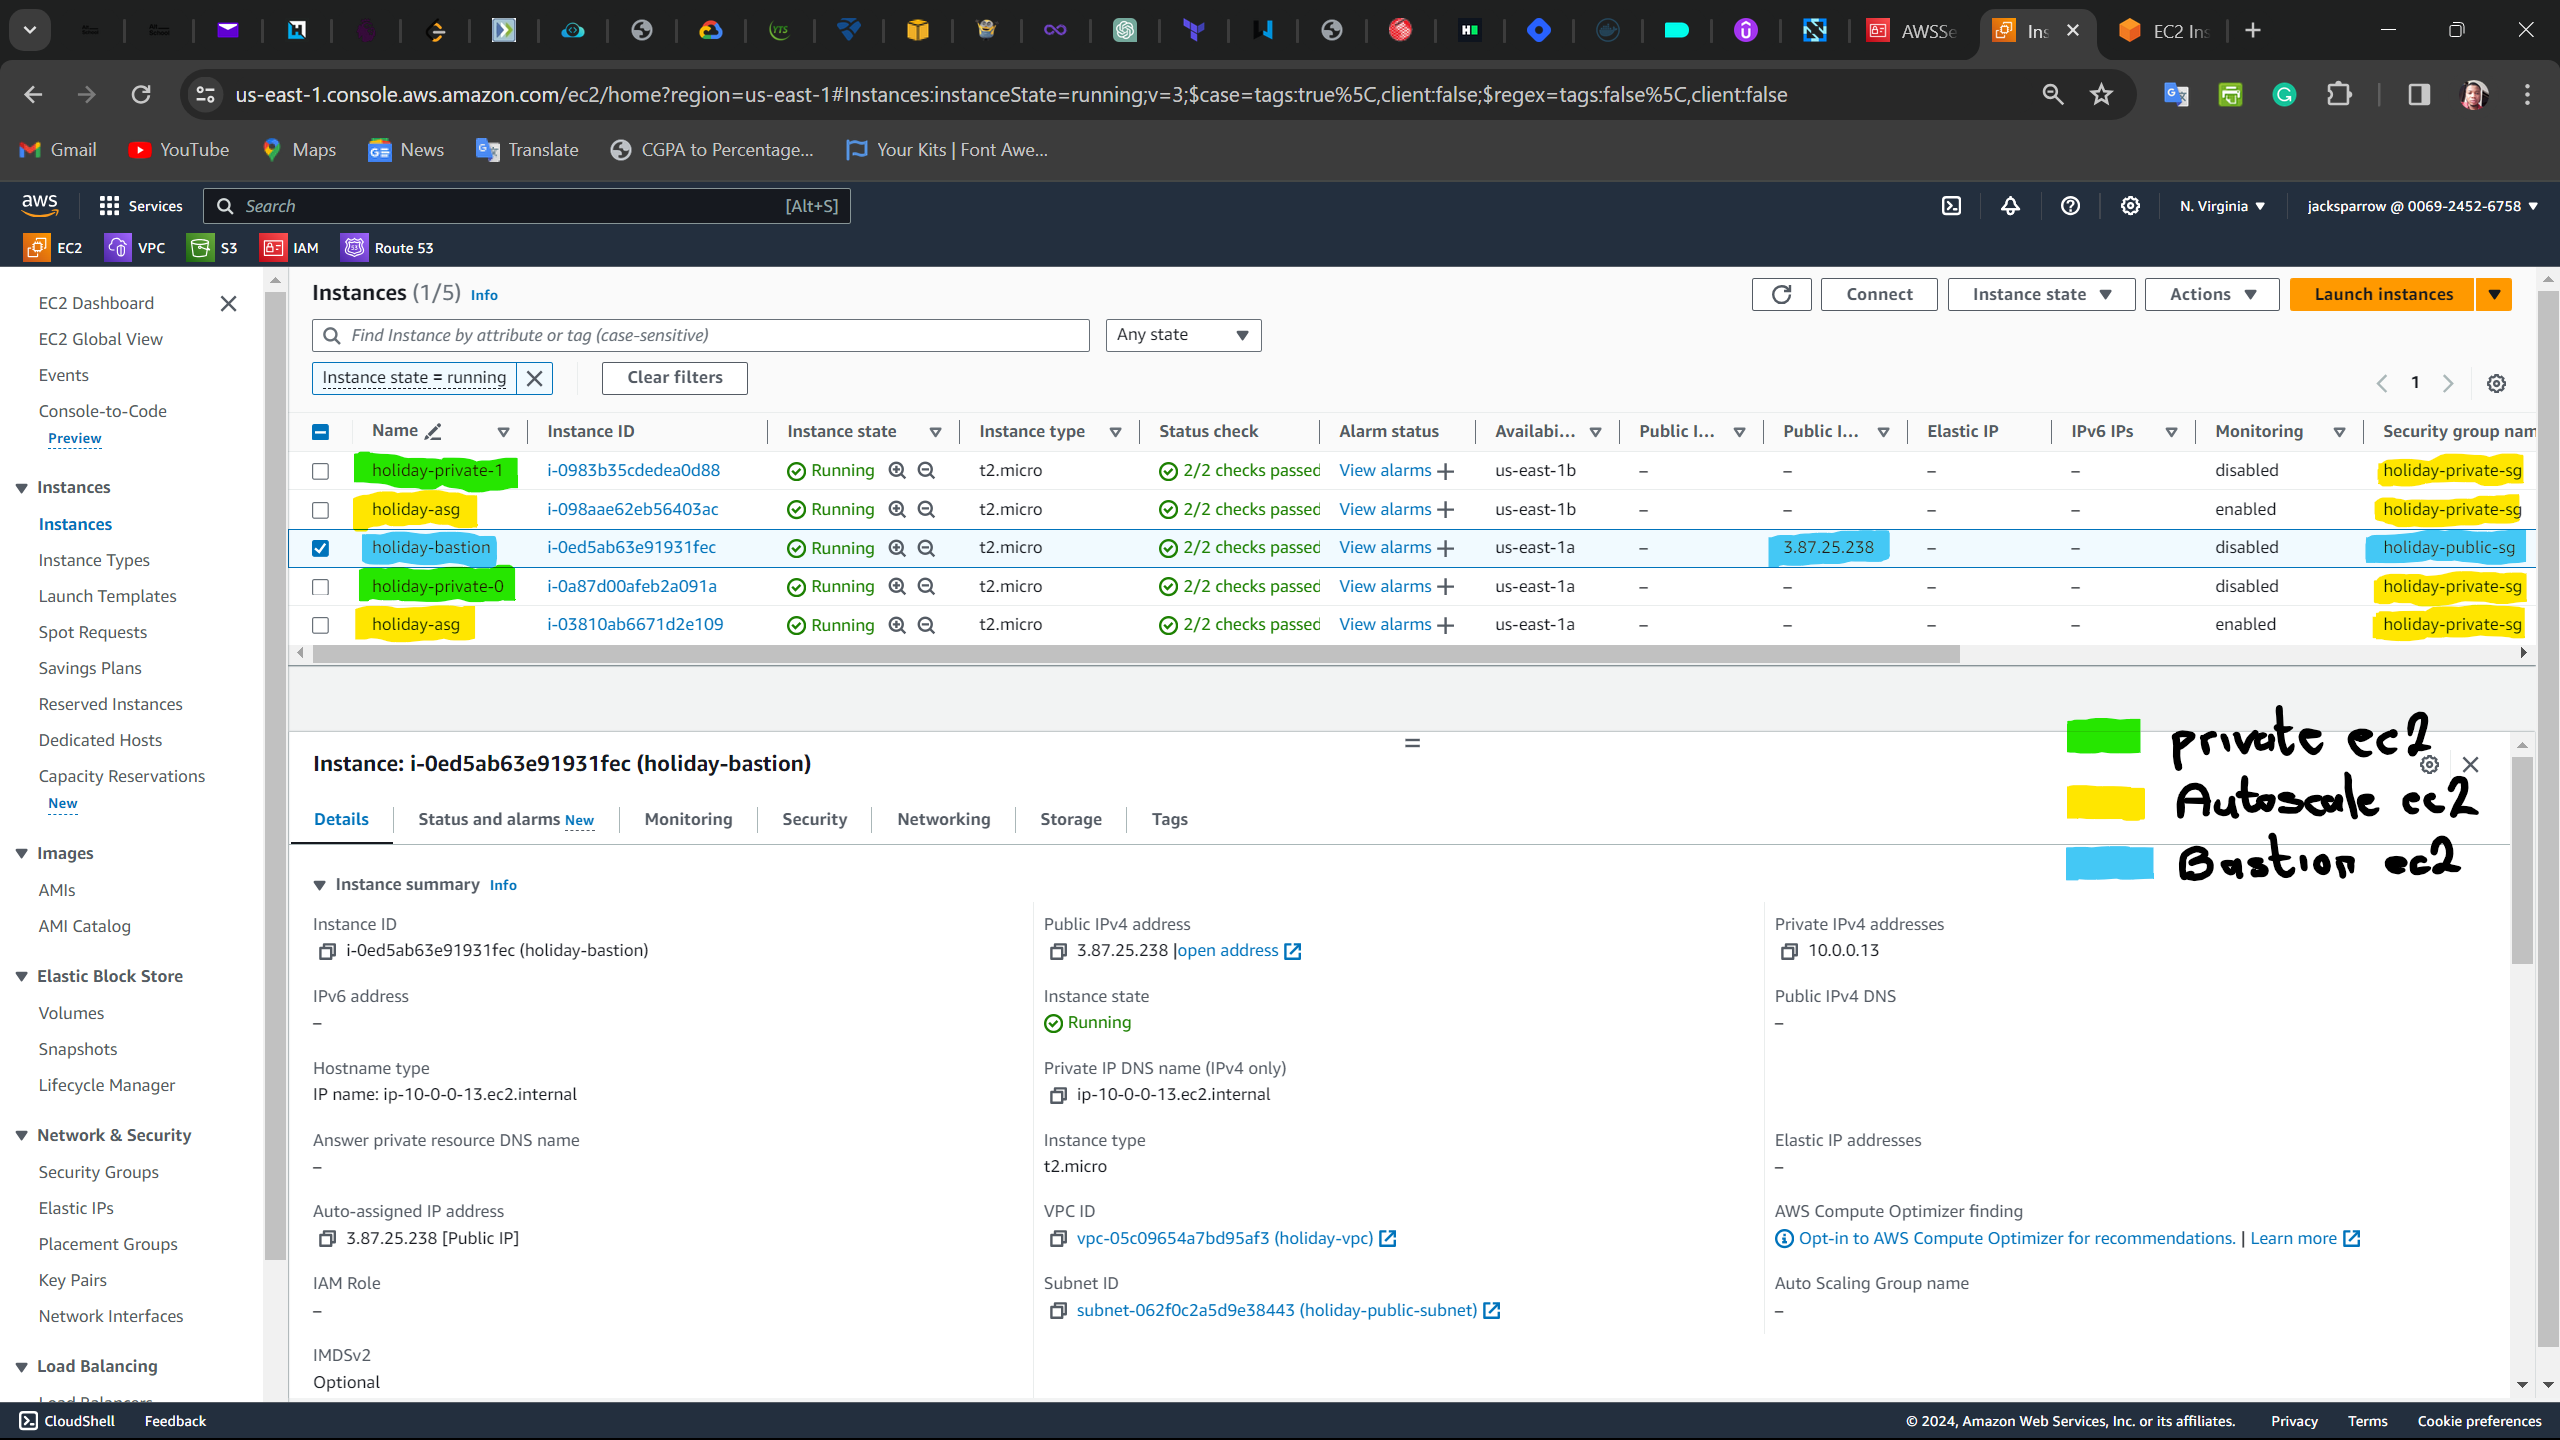 AWSSe
Ins
EC2 Ins
us-east-1.console.aws.amazon.com/ec2/home?region=us-east-1#Instances:instanceState=running;v=3;$case=tags:true%5C,client:false;$regex=tags:false%5C,client:false
Gmail YouTube Maps News Translate CGPA to Percentage... Your Kits | Font Awe...
aws Services Search [Alt+S] N. Virginia jacksparrow @ 0069-2452-6758
EC2 VPC S3 IAM Route 53
EC2 Dashboard
EC2 Global View
Events
Console-to-Code
Preview
Instances
Instances
Instance Types
Launch Templates
Spot Requests
Savings Plans
Reserved Instances
Dedicated Hosts
Capacity Reservations
New
Images
AMIs
AMI Catalog
Elastic Block Store
Volumes
Snapshots
Lifecycle Manager
Network & Security
Security Groups
Elastic IPs
Placement Groups
Key Pairs
Network Interfaces
Load Balancing
Load Balancers
Instances (1/5) Info Connect Instance state Actions Launch instances
Find Instance by attribute or tag (case-sensitive) Any state
Instance state = running Clear filters 1
Name Instance ID Instance state Instance type Status check Alarm status Availabi... Public I... Public I... Elastic IP IPv6 IPs Monitoring Security group nam
holiday-private-1 i-0983b35cdedea0d88 Running t2.micro 2/2 checks passed View alarms + us-east-1b – – – – disabled holiday-private-sg
holiday-asg i-098aae62eb56403ac Running t2.micro 2/2 checks passed View alarms + us-east-1b – – – – enabled holiday-private-sg
holiday-bastion i-0ed5ab63e91931fec Running t2.micro 2/2 checks passed View alarms + us-east-1a – 3.87.25.238 – – disabled holiday-public-sg
holiday-private-0 i-0a87d00afeb2a091a Running t2.micro 2/2 checks passed View alarms + us-east-1a – – – – disabled holiday-private-sg
holiday-asg i-03810ab6671d2e109 Running t2.micro 2/2 checks passed View alarms + us-east-1a – – – – enabled holiday-private-sg
private ec2
Autoscale ec2
Bastion ec2
Instance: i-0ed5ab63e91931fec (holiday-bastion)
Details Status and alarms New Monitoring Security Networking Storage Tags
Instance summary Info
Instance ID
i-0ed5ab63e91931fec (holiday-bastion)
Public IPv4 address
3.87.25.238 |open address
Private IPv4 addresses
10.0.0.13
IPv6 address
–
Instance state
Running
Public IPv4 DNS
–
Hostname type
IP name: ip-10-0-0-13.ec2.internal
Private IP DNS name (IPv4 only)
ip-10-0-0-13.ec2.internal
Answer private resource DNS name
–
Instance type
t2.micro
Elastic IP addresses
–
Auto-assigned IP address
3.87.25.238 [Public IP]
VPC ID
vpc-05c09654a7bd95af3 (holiday-vpc)
AWS Compute Optimizer finding
Opt-in to AWS Compute Optimizer for recommendations. | Learn more
IAM Role
–
Subnet ID
subnet-062f0c2a5d9e38443 (holiday-public-subnet)
Auto Scaling Group name
–
IMDSv2
Optional
CloudShell Feedback © 2024, Amazon Web Services, Inc. or its affiliates. Privacy Terms Cookie preferences